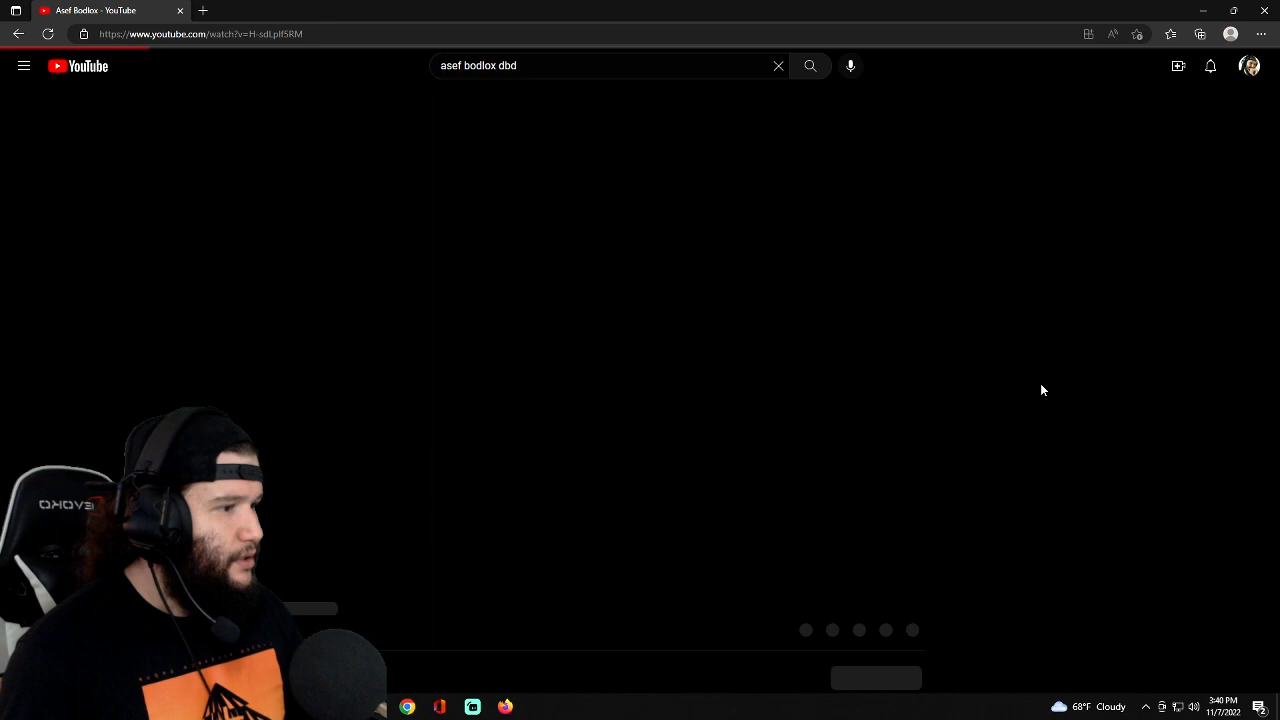 Asef Bodlox - YouTube
https://www.youtube.com/watch?v=H-sdLplf5RM
YouTube
asef bodlox dbd
68°F Cloudy
3:40 PM
11/7/2022
2